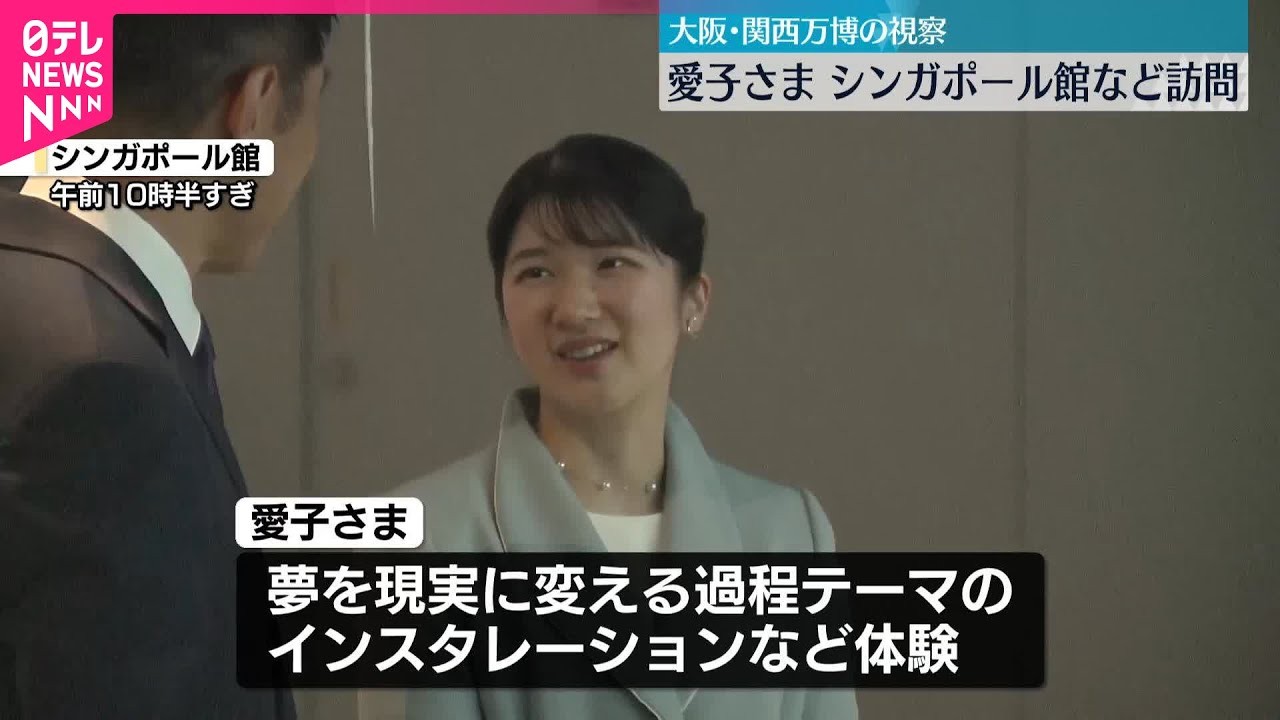 日テレ
NEWS
NNN
大阪・関西万博の視察
愛子さま シンガポール館など訪問
シンガポール館
午前10時半すぎ
愛子さま
夢を現実に変える過程テーマの
インスタレーションなど体験